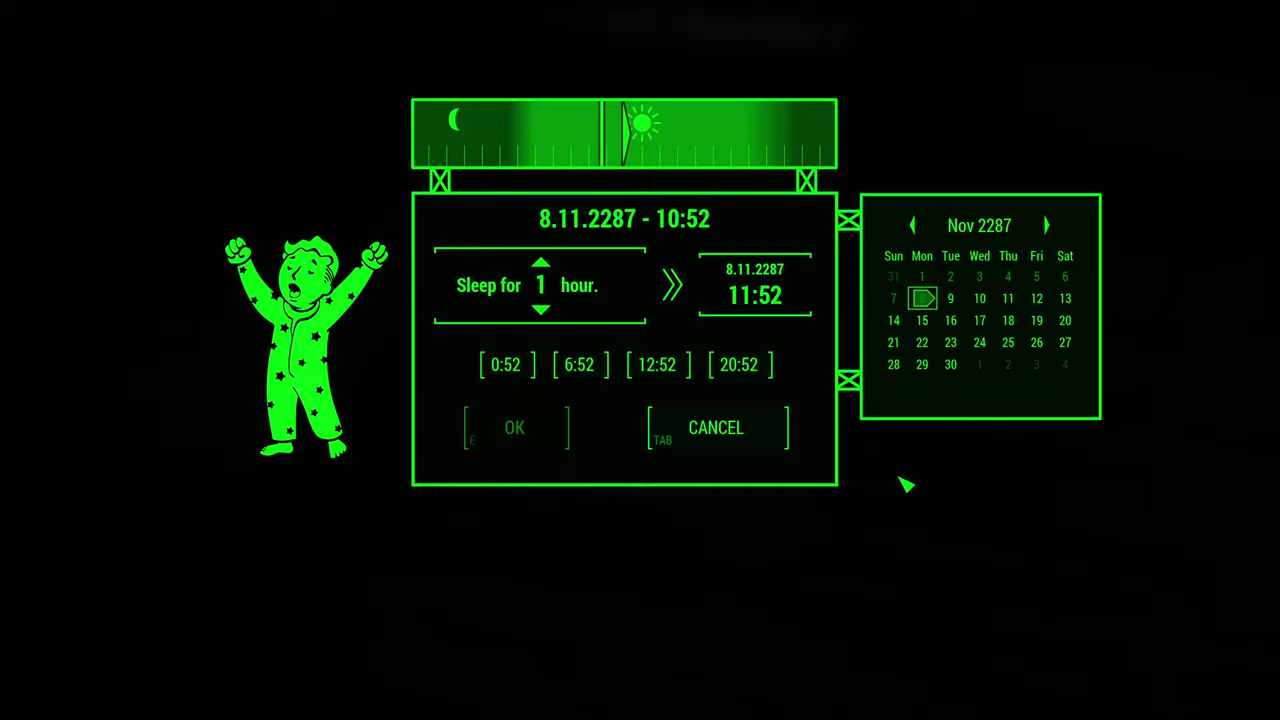 8.11.2287 - 10:52
Sleep for 1 hour.
8.11.2287
11:52
[ 0:52 ] [ 6:52 ] [ 12:52 ] [ 20:52 ]
E OK
TAB CANCEL
Nov 2287
Sun Mon Tue Wed Thu Fri Sat
31 1 2 3 4 5 6
7 8 9 10 11 12 13
14 15 16 17 18 19 20
21 22 23 24 25 26 27
28 29 30 1 2 3 4